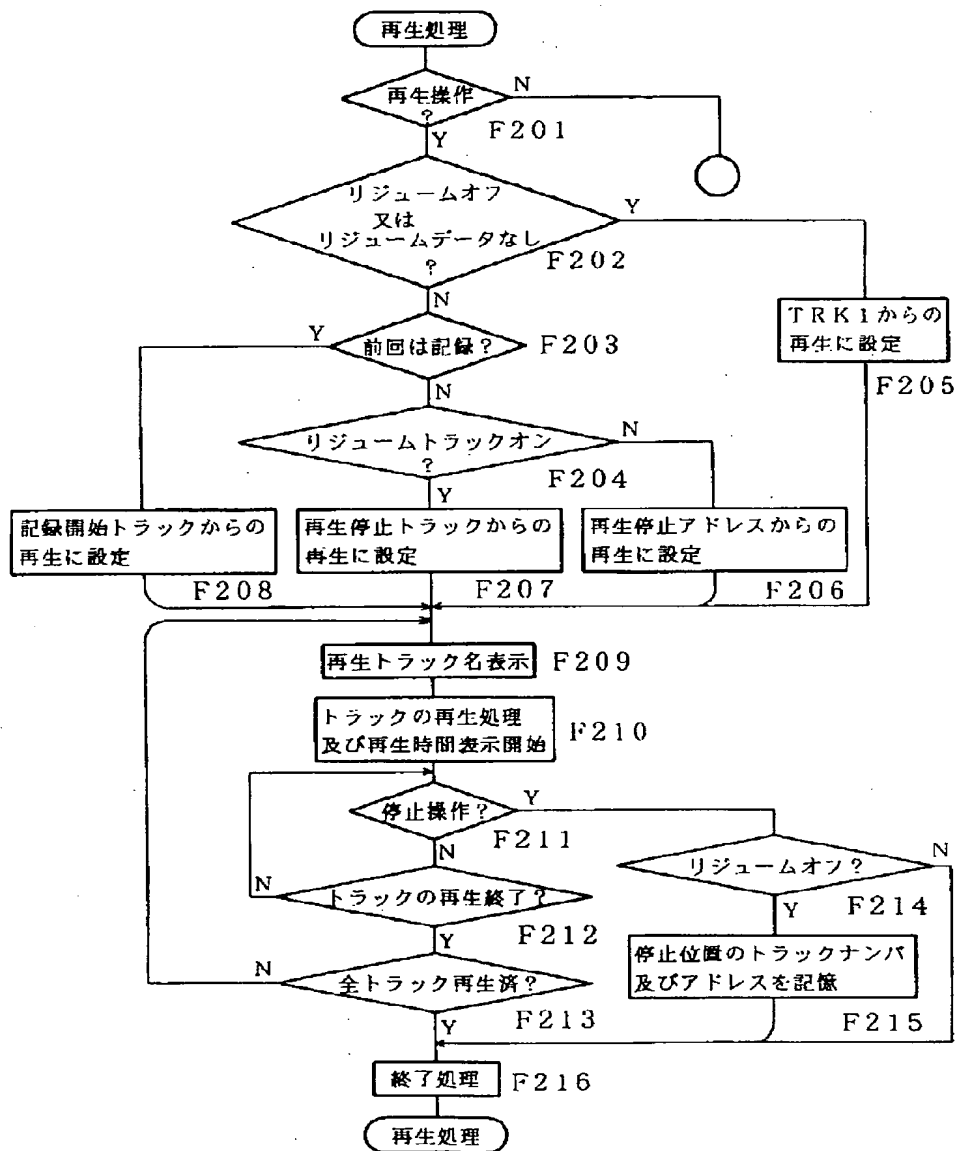 再生処理
再生操作
?
N
F201
Y
リジュームオフ
又は
リジュームデータなし
?
Y
F202
N
TRK1からの
再生に設定
F205
Y
前回は記録?
F203
N
リジュームトラックオン
?
N
F204
Y
記録開始トラックからの
再生に設定
F208
再生停止トラックからの
再生に設定
F207
再生停止アドレスからの
再生に設定
F206
再生トラック名表示
F209
トラックの再生処理
及び再生時間表示開始
F210
停止操作?
Y
F211
N
リジュームオン?
N
F214
Y
N
トラックの再生終了?
F212
Y
停止位置のトラックナンバ
及びアドレスを記憶
F215
N
全トラック再生済?
F213
Y
終了処理
F216
再生処理